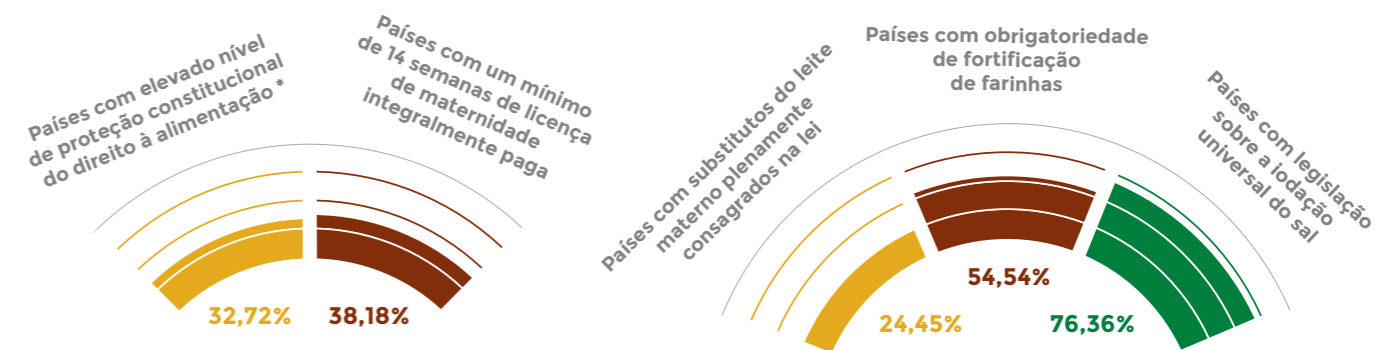 Países com elevado nível
de proteção constitucional
do direito à alimentação *
Países com um mínimo
de 14 semanas de licença
de maternidade
integralmente paga
32,72%
38,18%
Países com substitutos do leite
materno plenamente
consagrados na lei
Países com obrigatoriedade
de fortificação
de farinhas
Países com legislação
sobre a iodação
universal do sal
24,45%
54,54%
76,36%